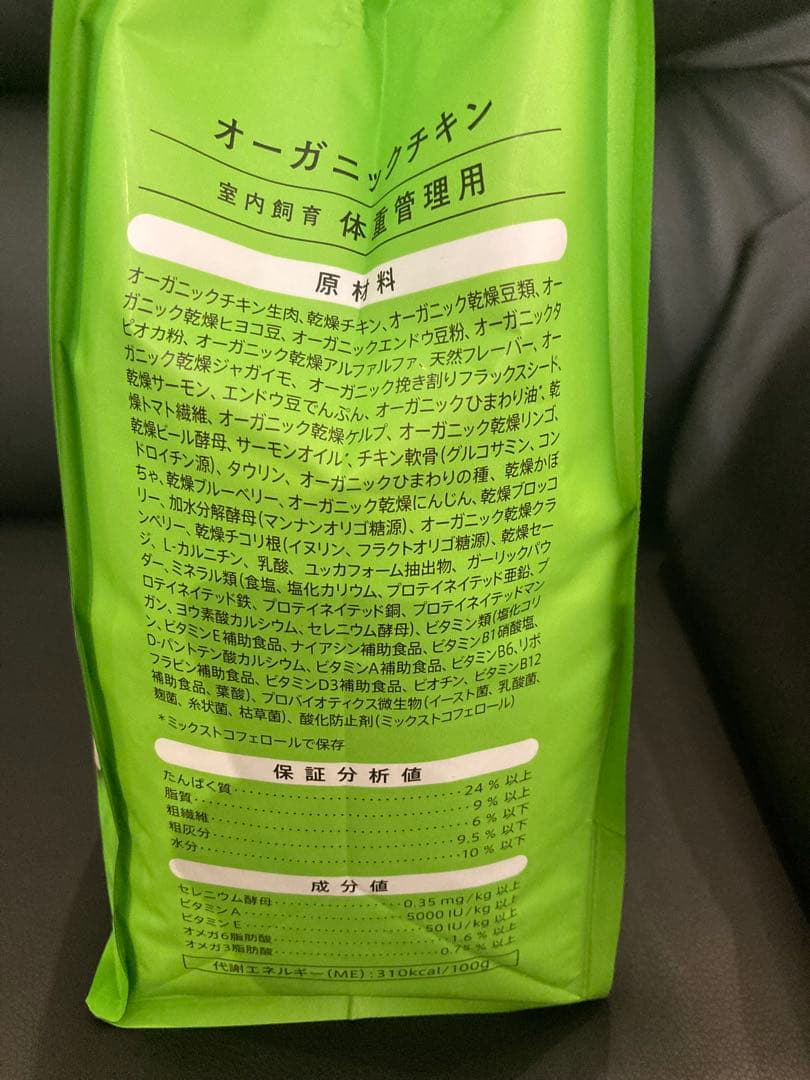 オーガニックチキン
室内飼育 体重管理用
原材料
オーガニックチキン生肉、乾燥チキン、オーガニック乾燥豆類、オー
ガニック乾燥ヒヨコ豆、オーガニックエンドウ豆粉、オーガニックタ
ピオカ粉、オーガニック乾燥アルファルファ、天然フレーバー、オー
ガニック乾燥ジャガイモ、オーガニック挽き割りフラックスシード、
乾燥サーモン、エンドウ豆でんぷん、オーガニックひまわり油*、乾
燥トマト繊維、オーガニック乾燥ケルプ、オーガニック乾燥リンゴ、
乾燥ビール酵母、サーモンオイル*、チキン軟骨(グルコサミン、コン
ドロイチン源)、タウリン、オーガニックひまわりの種、乾燥かぼ
ちゃ、乾燥ブルーベリー、オーガニック乾燥にんじん、乾燥ブロッコ
リー、加水分解酵母(マンナンオリゴ糖源)、オーガニック乾燥クラ
ンベリー、乾燥チコリ根(イヌリン、フラクトオリゴ糖源)、乾燥セー
ジ、L-カルニチン、乳酸、ユッカフォーム抽出物、ガーリックパウ
ダー、ミネラル類(食塩、塩化カリウム、プロテイネイテッド亜鉛、プ
ロテイネイテッド鉄、プロテイネイテッド銅、プロテイネイテッドマン
ガン、ヨウ素酸カルシウム、セレニウム酵母)、ビタミン類(塩化コリ
ン、ビタミンE補助食品、ナイアシン補助食品、ビタミンB1硝酸塩、
D-パントテン酸カルシウム、ビタミンA補助食品、ビタミンB6、リボ
フラビン補助食品、ビタミンD3補助食品、ビオチン、ビタミンB12
補助食品、葉酸)、プロバイオティクス微生物(イースト菌、乳酸菌、
麹菌、糸状菌、枯草菌)、酸化防止剤(ミックストコフェロール)
*ミックストコフェロールで保存
保証分析値
たんぱく質 24 % 以上
脂質 9 % 以上
粗繊維 6 % 以下
粗灰分 9.5 % 以下
水分 10 % 以下
成分値
セレニウム酵母 0.35 mg/kg 以上
ビタミンA 5000 IU/kg 以上
ビタミンE 50 IU/kg 以上
オメガ6脂肪酸 1.6 % 以上
オメガ3脂肪酸 0.75 % 以上
代謝エネルギー(ME):310kcal/100g